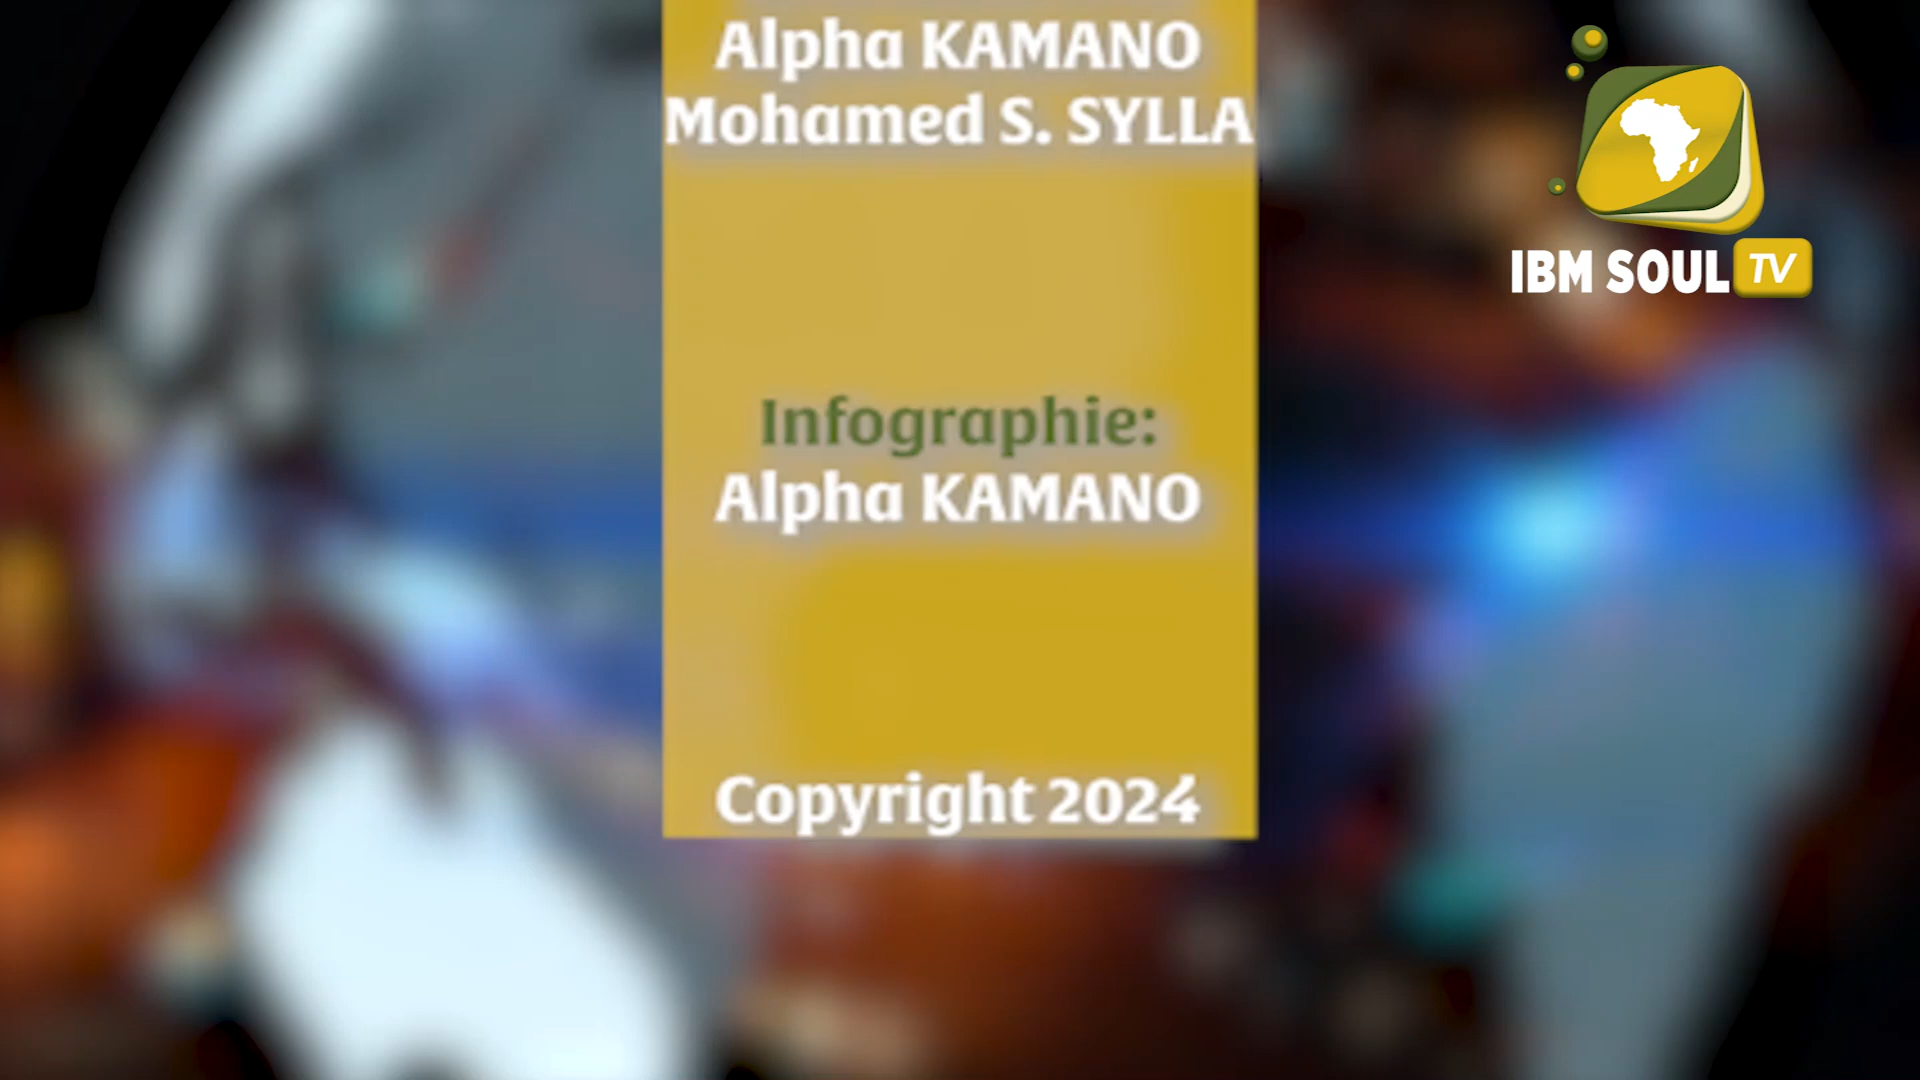 Alpha KAMANO
Mohamed S. SYLLA
IBM SOUL TV
Infographie:
Alpha KAMANO
Copyright 2024